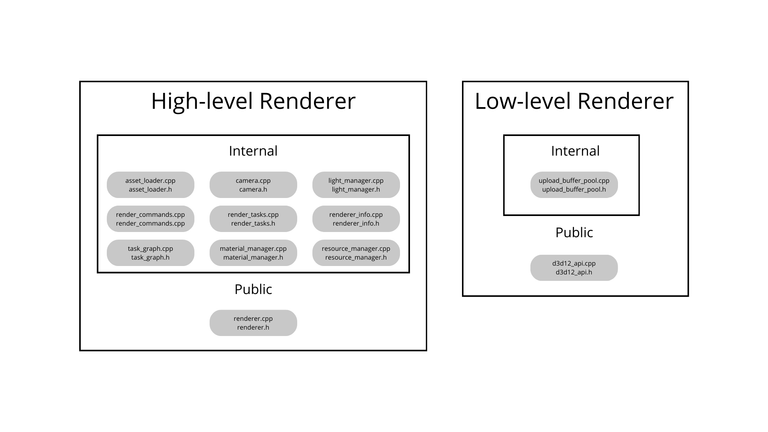 High-level Renderer
Internal
asset_loader.cpp
asset_loader.h
camera.cpp
camera.h
light_manager.cpp
light_manager.h
render_commands.cpp
render_commands.cpp
render_tasks.cpp
render_tasks.h
renderer_info.cpp
renderer_info.h
task_graph.cpp
task_graph.h
material_manager.cpp
material_manager.h
resource_manager.cpp
resource_manager.h
Public
renderer.cpp
renderer.h
Low-level Renderer
Internal
upload_buffer_pool.cpp
upload_buffer_pool.h
Public
d3d12_api.cpp
d3d12_api.h